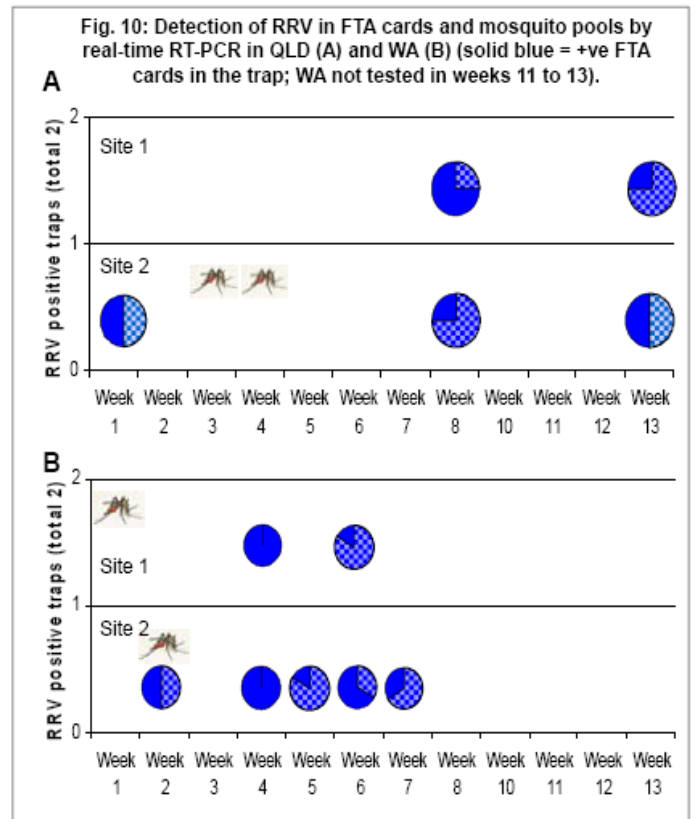 Fig. 10: Detection of RRV in FTA cards and mosquito pools by
real-time RT-PCR in QLD (A) and WA (B) (solid blue = +ve FTA
cards in the trap; WA not tested in weeks 11 to 13).
A
RRV positive traps (total 2)
2
Site 1
1
Site 2
0
Week Week Week Week Week Week Week Week Week Week Week Week
1 2 3 4 5 6 7 8 10 11 12 13
B
RRV positive traps (total 2)
2
Site 1
1
Site 2
0
Week Week Week Week Week Week Week Week Week Week Week Week
1 2 3 4 5 6 7 8 10 11 12 13